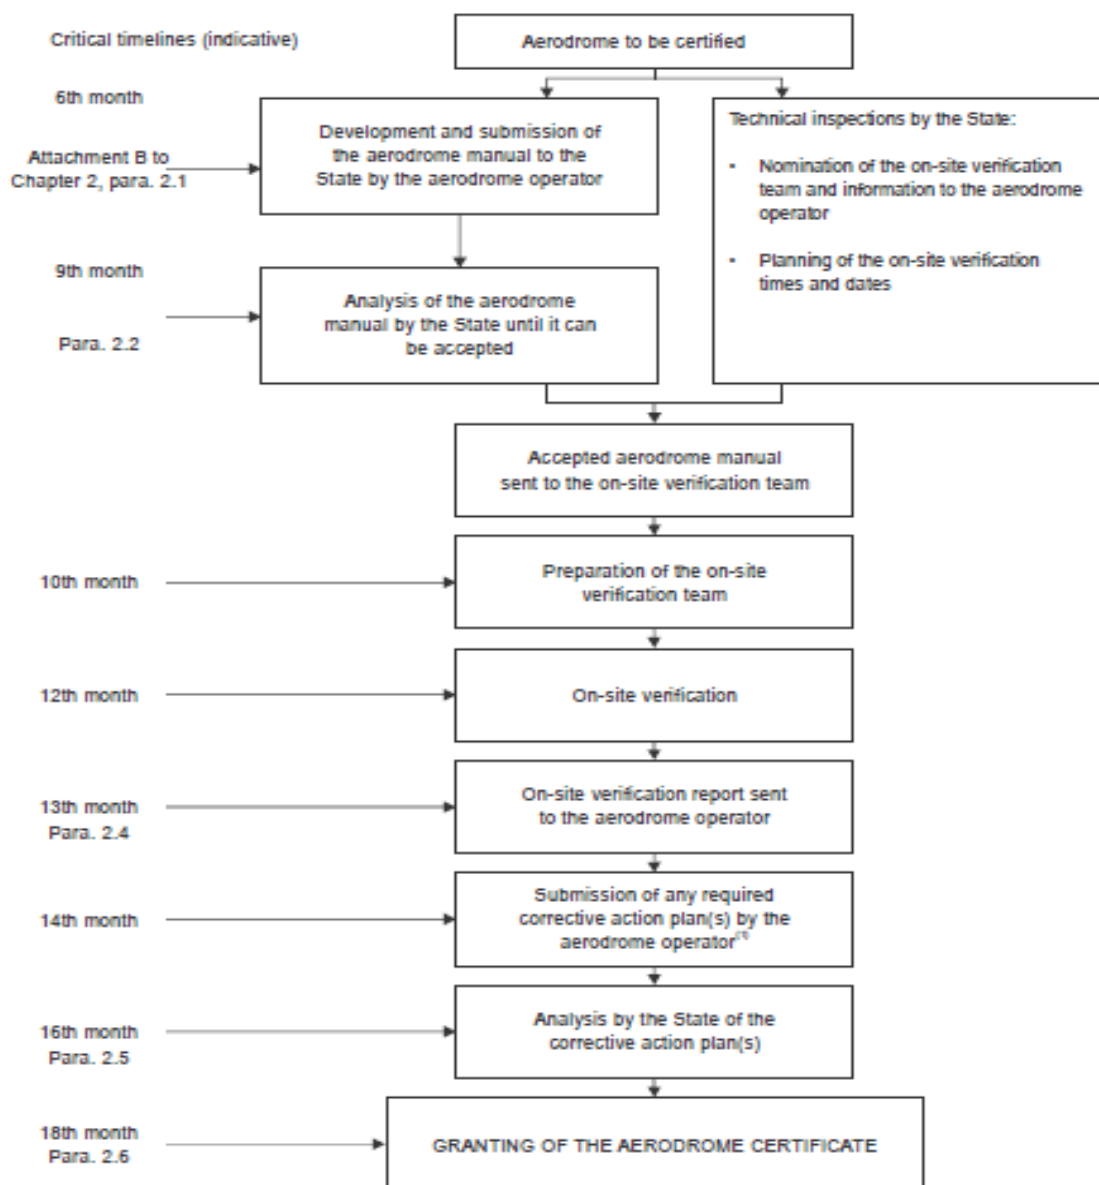 Critical timelines (indicative)
Aerodrome to be certified
6th month
Attachment B to
Chapter 2, para. 2.1
Development and submission of
the aerodrome manual to the
State by the aerodrome operator
Technical inspections by the State:
▪ Nomination of the on-site verification
team and information to the aerodrome
operator
▪ Planning of the on-site verification
times and dates
9th month
Para. 2.2
Analysis of the aerodrome
manual by the State until it can
be accepted
Accepted aerodrome manual
sent to the on-site verification team
10th month
Preparation of the on-site
verification team
12th month
On-site verification
13th month
Para. 2.4
On-site verification report sent
to the aerodrome operator
14th month
Submission of any required
corrective action plan(s) by the
aerodrome operator(1)
16th month
Para. 2.5
Analysis by the State of the
corrective action plan(s)
18th month
Para. 2.6
GRANTING OF THE AERODROME CERTIFICATE